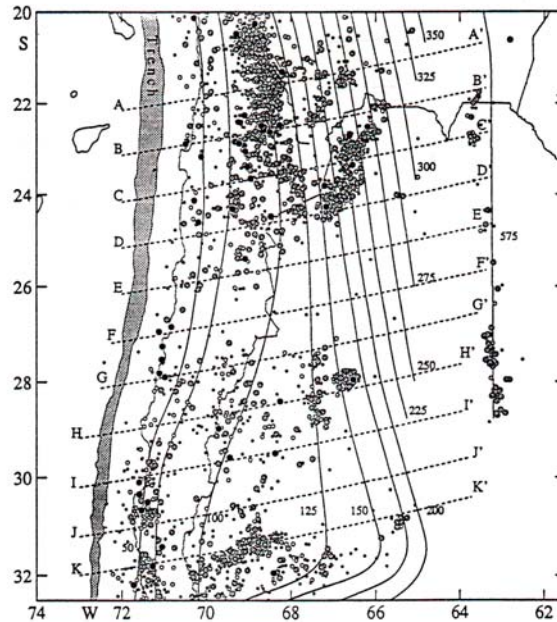 20
S
22
24
26
28
30
32
74
W
72
70
68
66
64
62
Trench
A
B
C
D
E
F
G
H
I
J
K
A'
B'
C'
D'
E
F'
G'
H'
I'
J'
K'
350
325
300
575
275
250
225
50
100
125
150
200